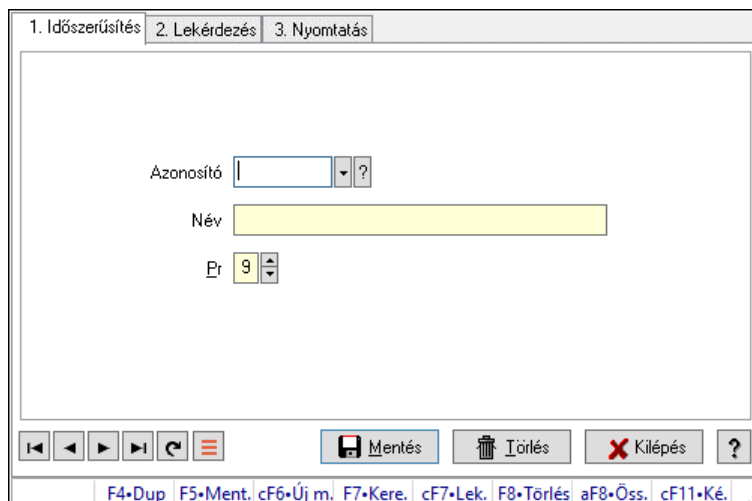 1. Időszerűsítés 2. Lekérdezés 3. Nyomtatás
Azonosító ?
Név
Pr 9
Mentés Törlés Kilépés ?
F4•Dup F5•Ment. cF6•Új m. F7•Kere. cF7•Lek. F8•Törlés aF8•Öss. cF11•Ké.